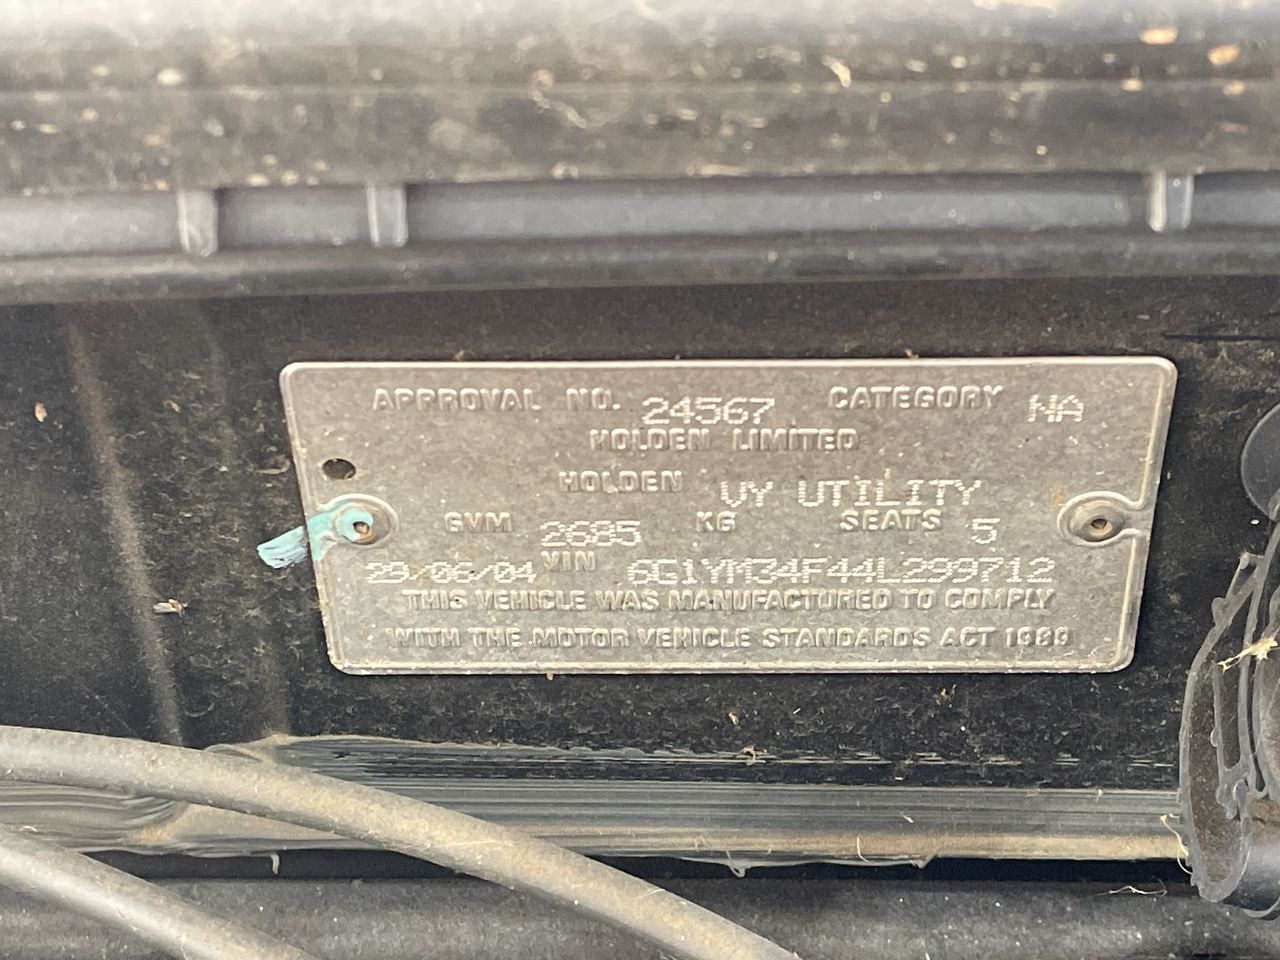 APPROVAL NO. 24567 CATEGORY NA
HOLDEN LIMITED
HOLDEN VY UTILITY
GVM 2685 KG SEATS 5
29/06/04 VIN 6G1YM34F44L299712
THIS VEHICLE WAS MANUFACTURED TO COMPLY
WITH THE MOTOR VEHICLE STANDARDS ACT 1989